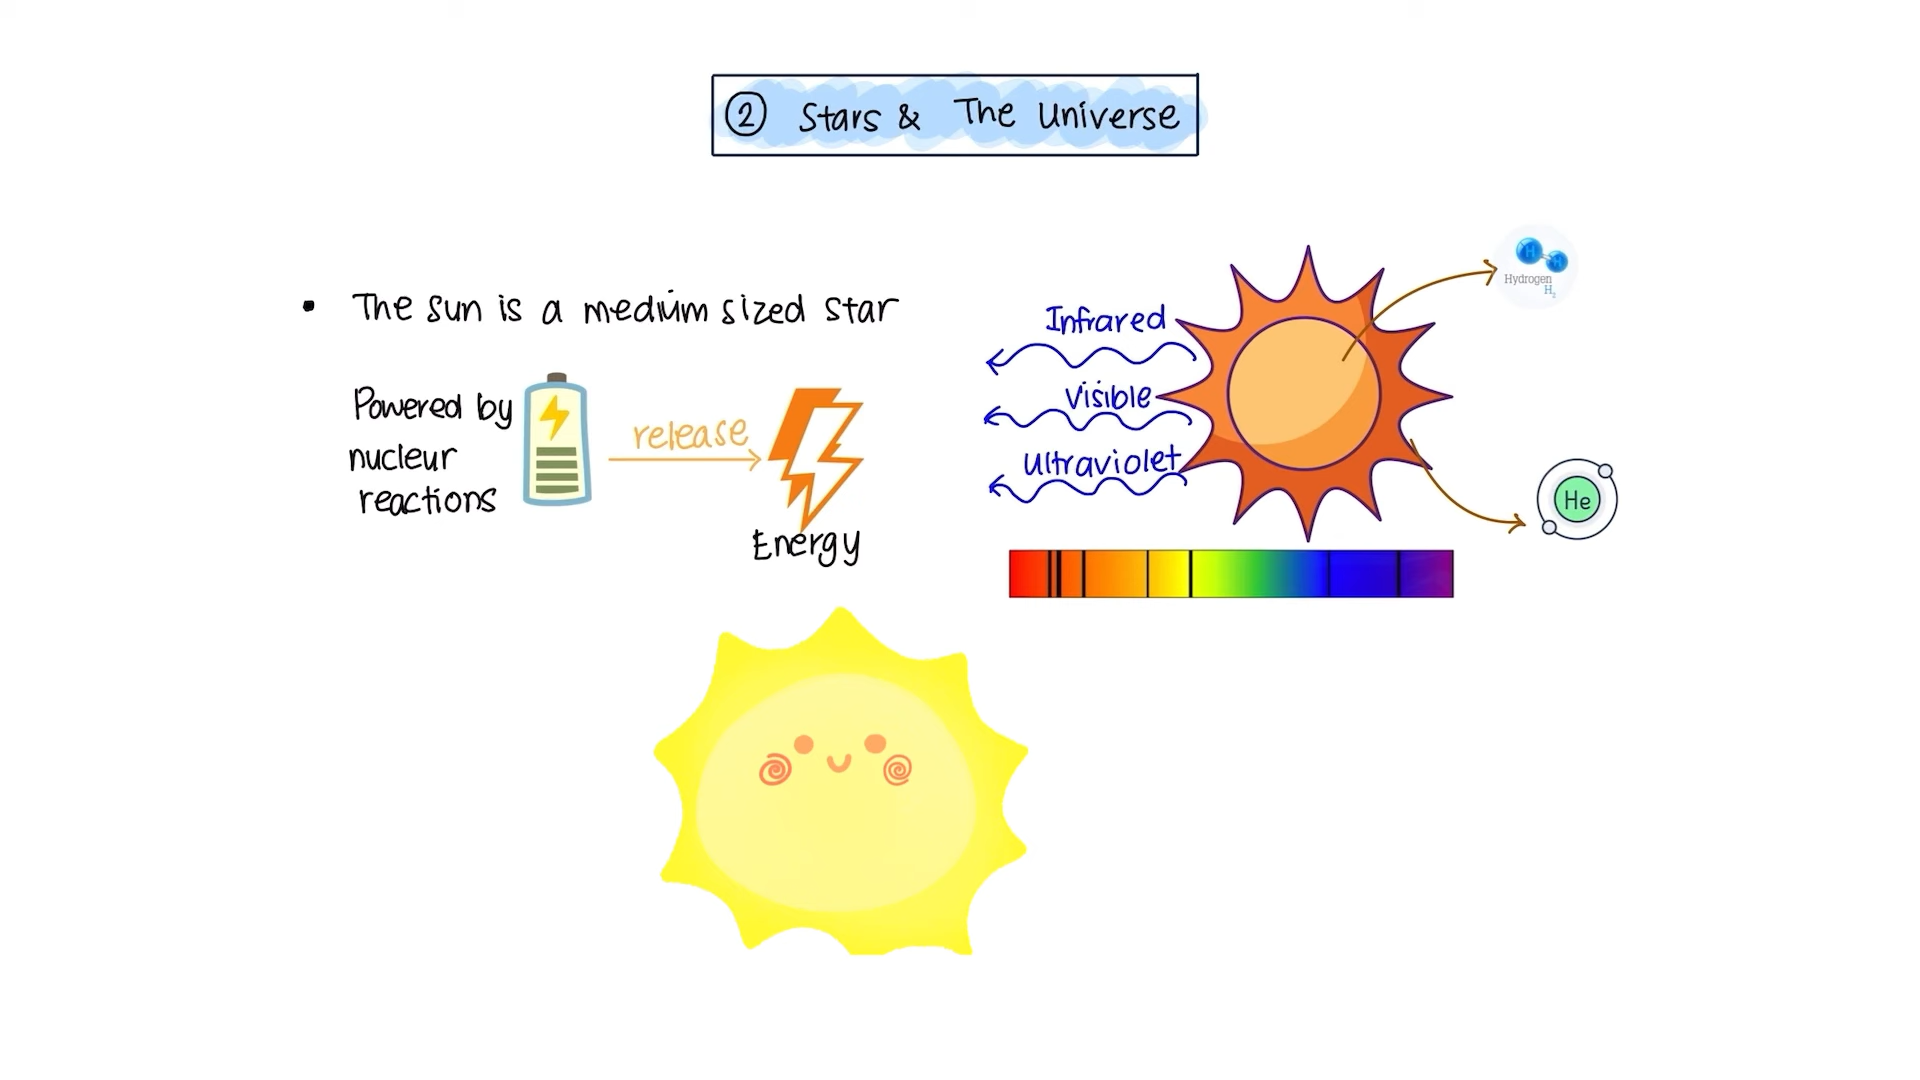 ② Stars & The Universe
• The sun is a medium sized star
Powered by
nuclear
reactions
release
Energy
Infrared
Visible
Ultraviolet
H H
Hydrogen
H₂
He